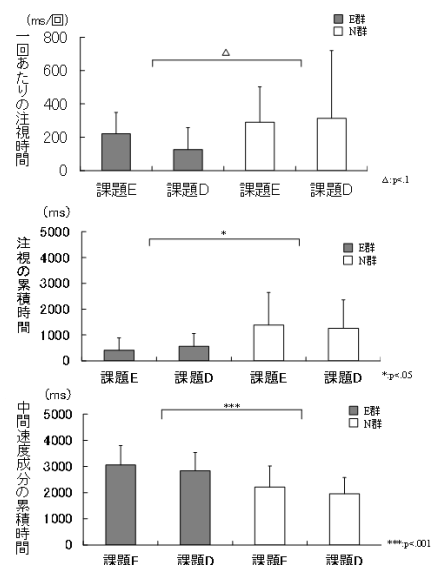 (ms/回)
一回あたりの注視時間
800
600
400
200
0
△
E群
N群
課題E
課題D
課題E
課題D
△:p<.1
(ms)
注視の累積時間
5000
4000
3000
2000
1000
0
*
E群
N群
課題E
課題D
課題E
課題D
*:p<.05
(ms)
中間速度成分の累積時間
5000
4000
3000
2000
1000
0
***
E群
N群
課題E
課題D
課題E
課題D
***:p<.001